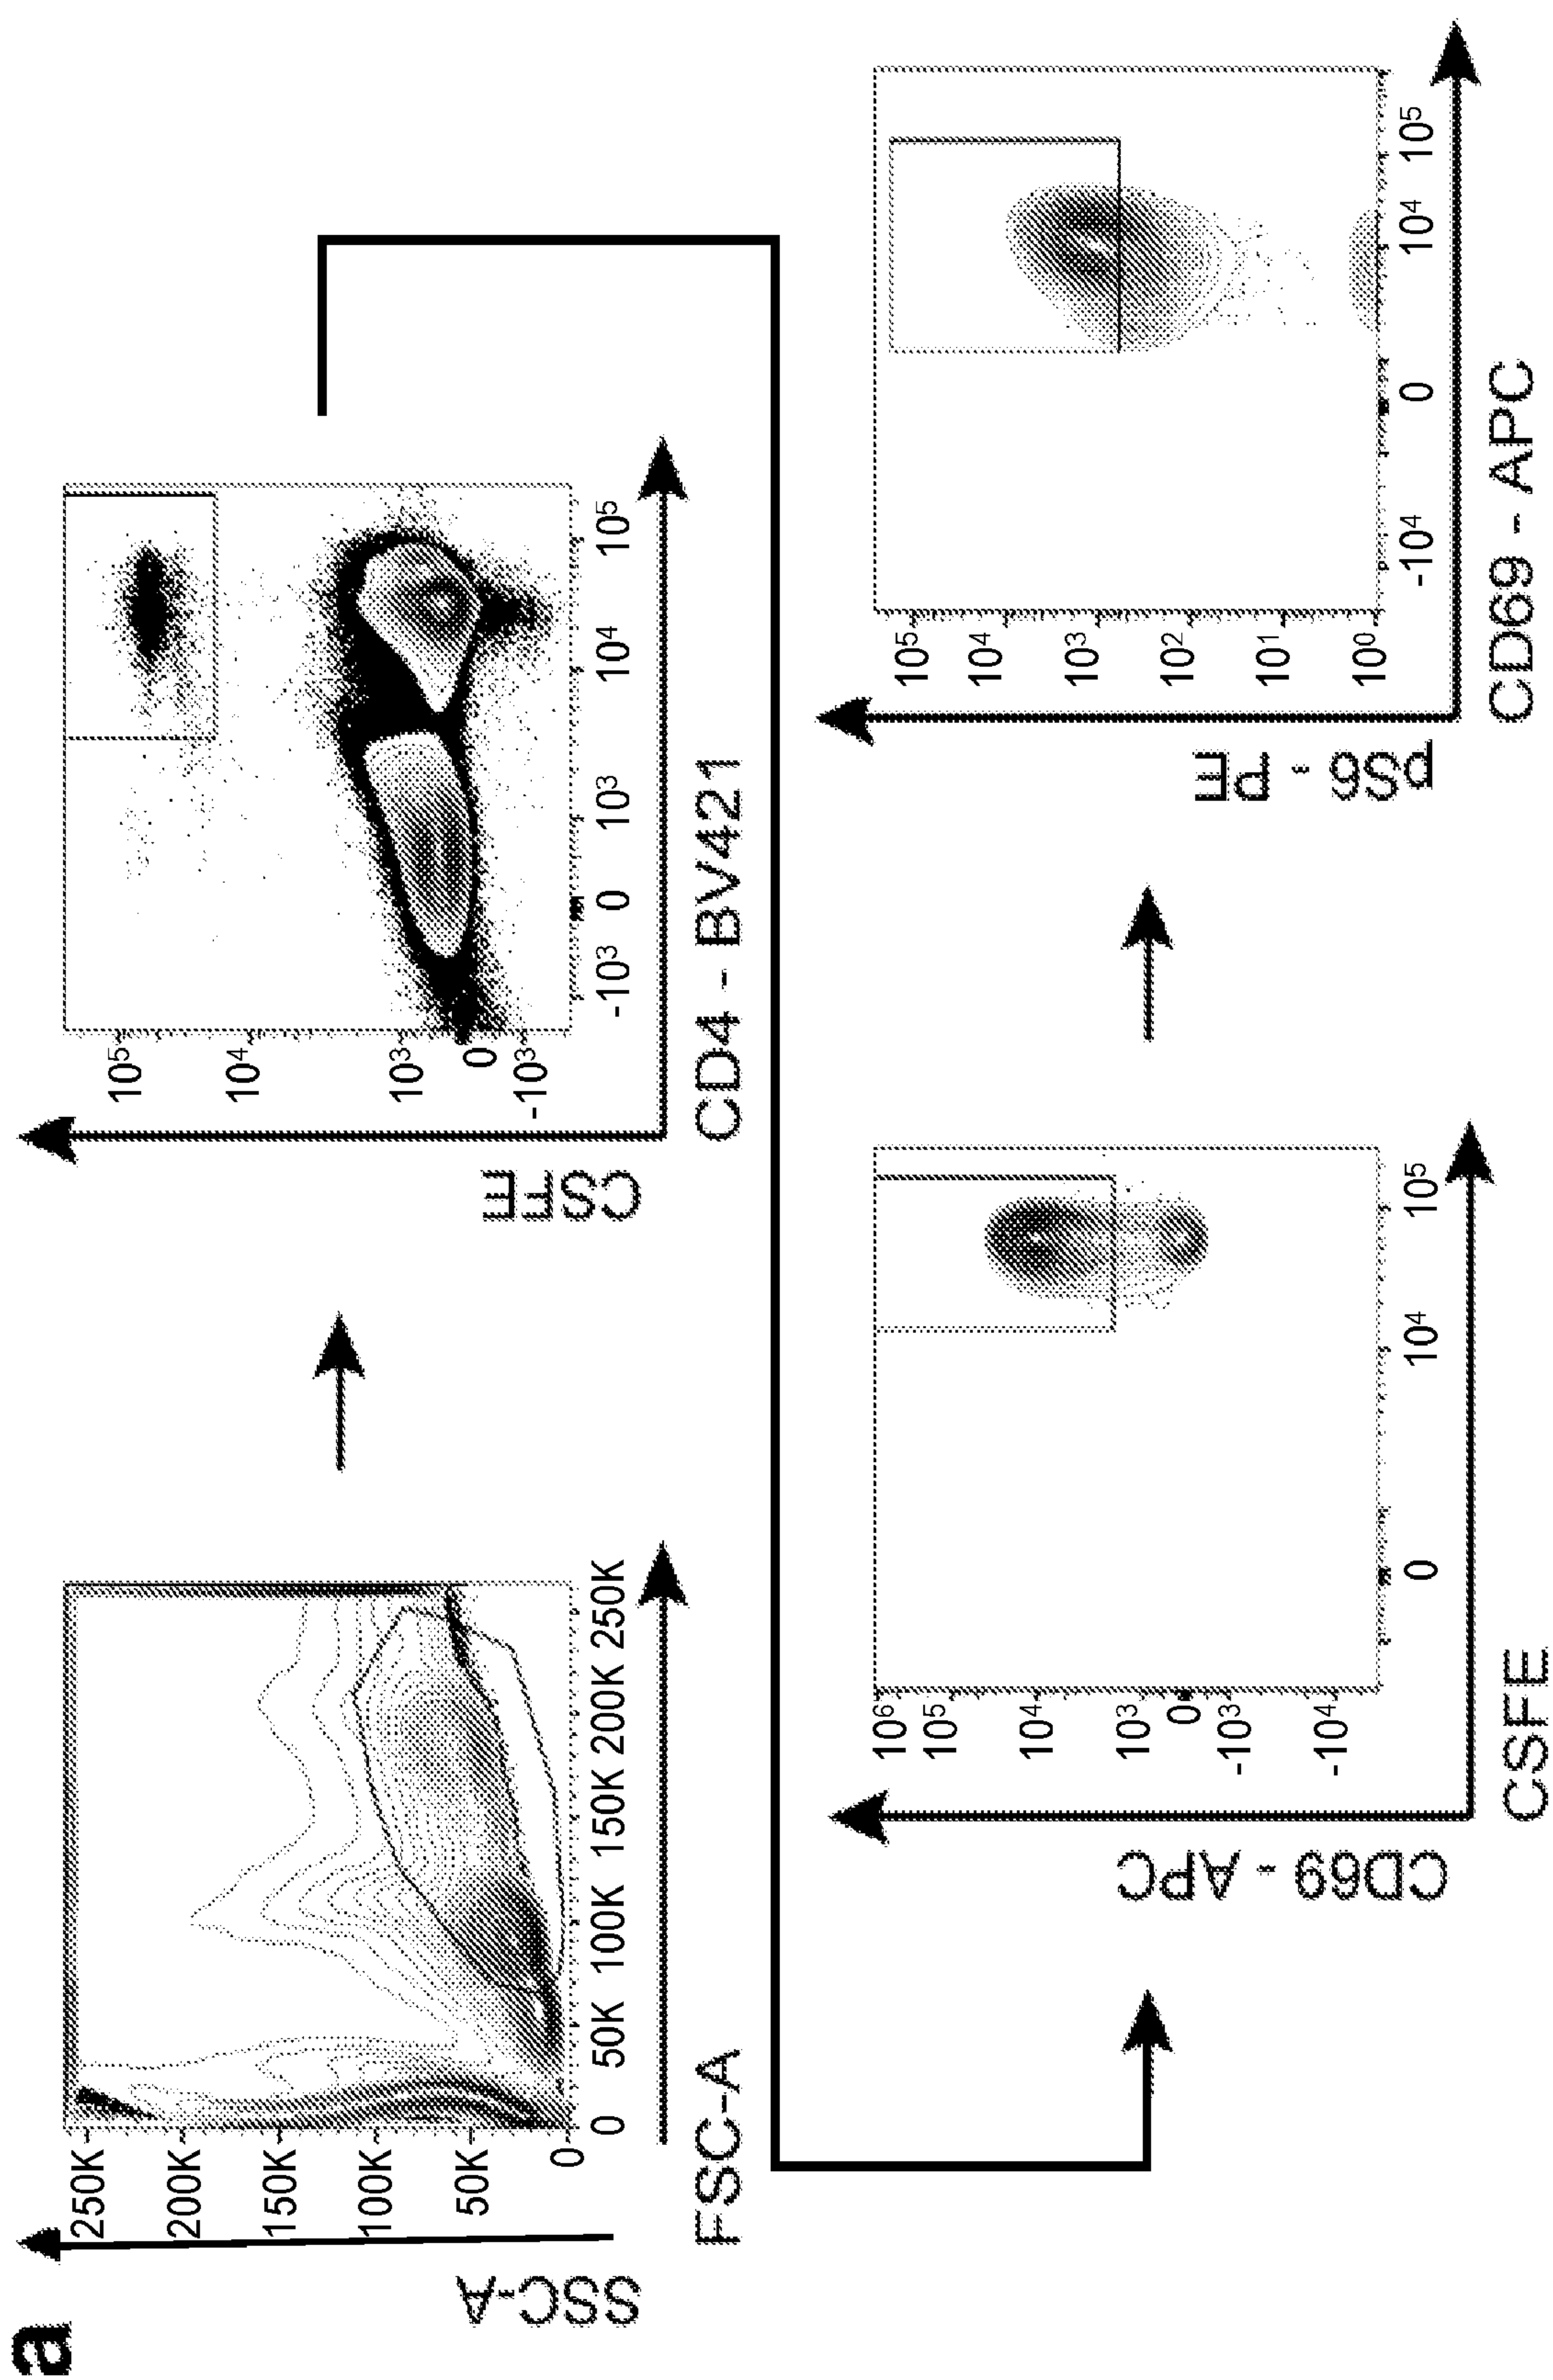 a
SSC-A
250K
200K
150K
100K
50K
0
0 50K 100K 150K 200K 250K
FSC-A
CSFE
10⁵
10⁴
10³
0
-10³
-10³ 0 10³ 10⁴ 10⁵
CD4 - BV421
CD69 - APC
10⁶
10⁵
10⁴
10³
0
-10³
-10⁴
0 10⁴ 10⁵
CSFE
pS6 - PE
10⁵
10⁴
10³
10²
10¹
10⁰
-10⁴ 0 10⁴ 10⁵
CD69 - APC